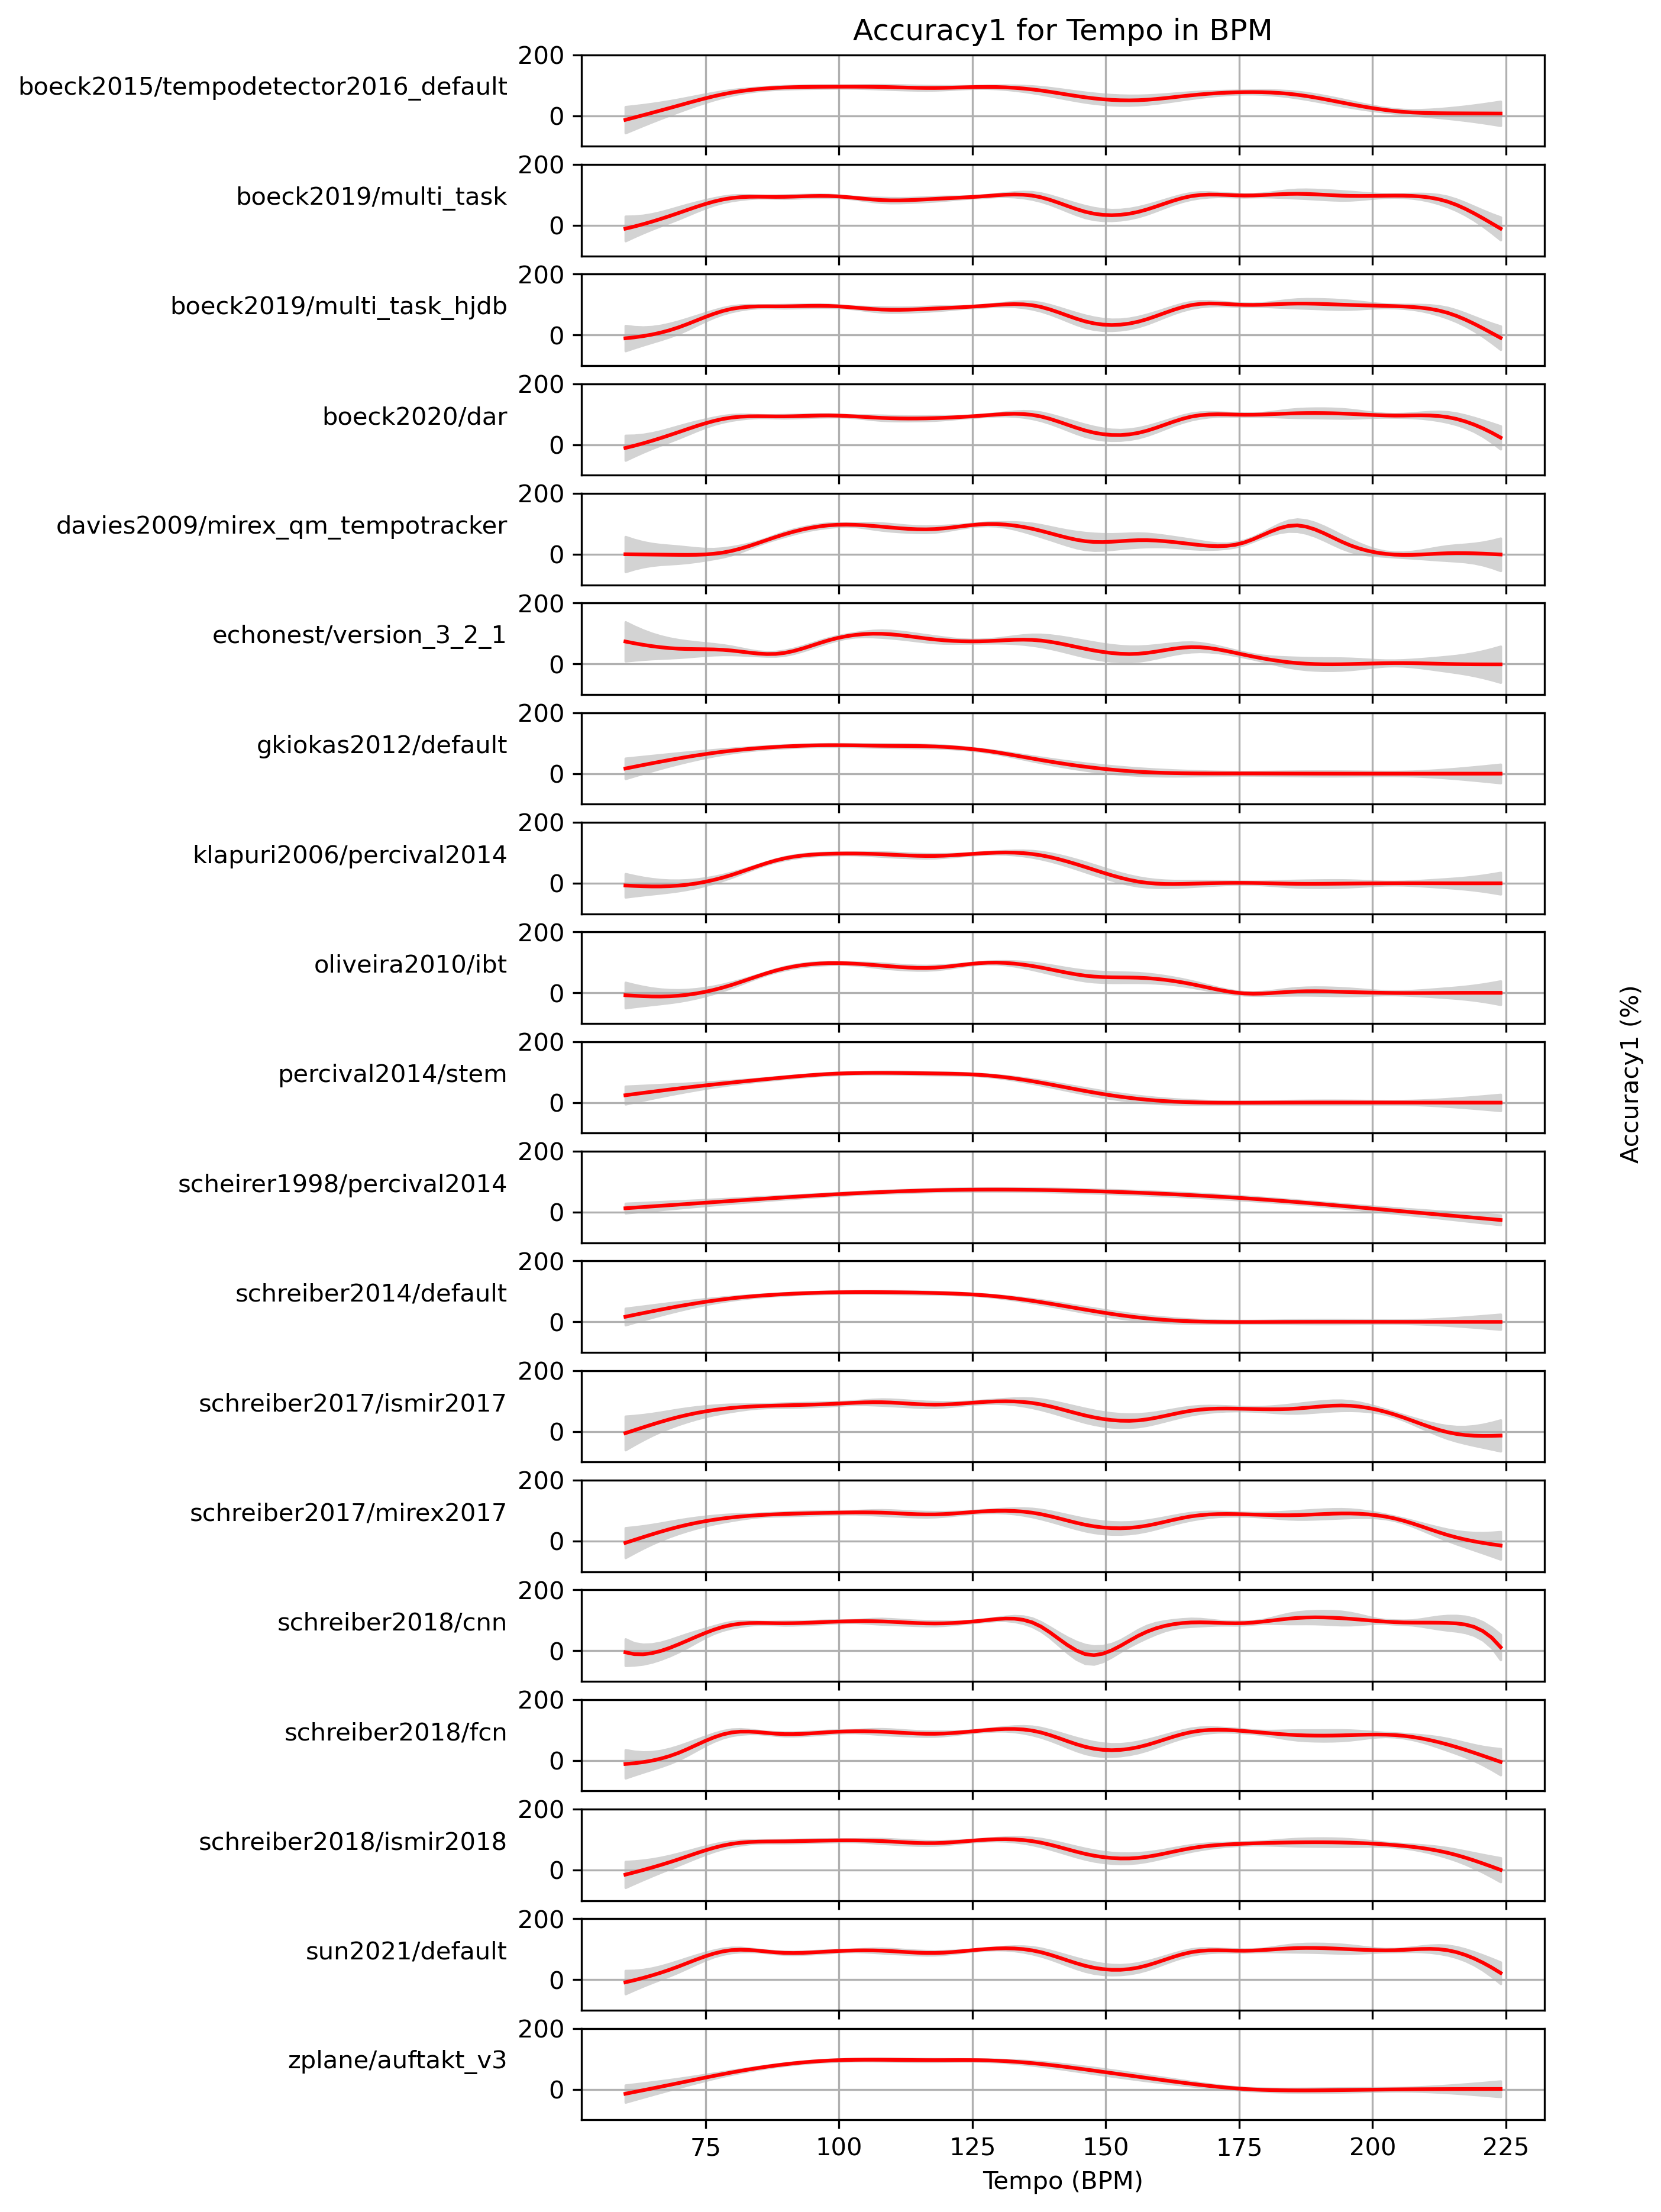 Accuracy1 for Tempo in BPM
200
boeck2015/tempodetector2016_default
0
200
boeck2019/multi_task
0
200
boeck2019/multi_task_hjdb
0
200
boeck2020/dar
0
200
davies2009/mirex_qm_tempotracker
0
200
echonest/version_3_2_1
0
200
gkiokas2012/default
0
200
klapuri2006/percival2014
0
200
oliveira2010/ibt
0
200
percival2014/stem
0
200
scheirer1998/percival2014
0
200
schreiber2014/default
0
200
schreiber2017/ismir2017
0
200
schreiber2017/mirex2017
0
200
schreiber2018/cnn
0
200
schreiber2018/fcn
0
200
schreiber2018/ismir2018
0
200
sun2021/default
0
200
zplane/auftakt_v3
0
75 100 125 150 175 200 225
Tempo (BPM)
Accuracy1 (%)